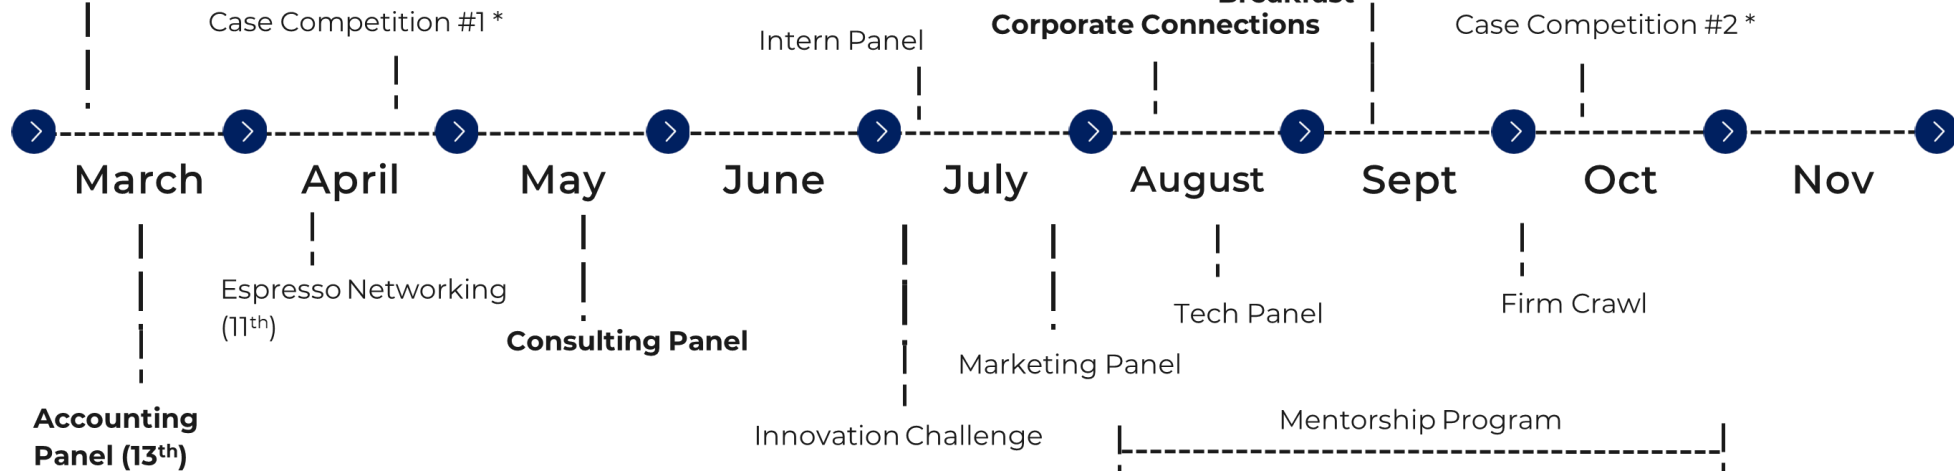 Breakfast
Case Competition #1 *
Intern Panel
Corporate Connections
Case Competition #2 *
March
April
May
June
July
August
Sept
Oct
Nov
Espresso Networking
(11th)
Consulting Panel
Tech Panel
Firm Crawl
Marketing Panel
Accounting
Panel (13th)
Innovation Challenge
Mentorship Program